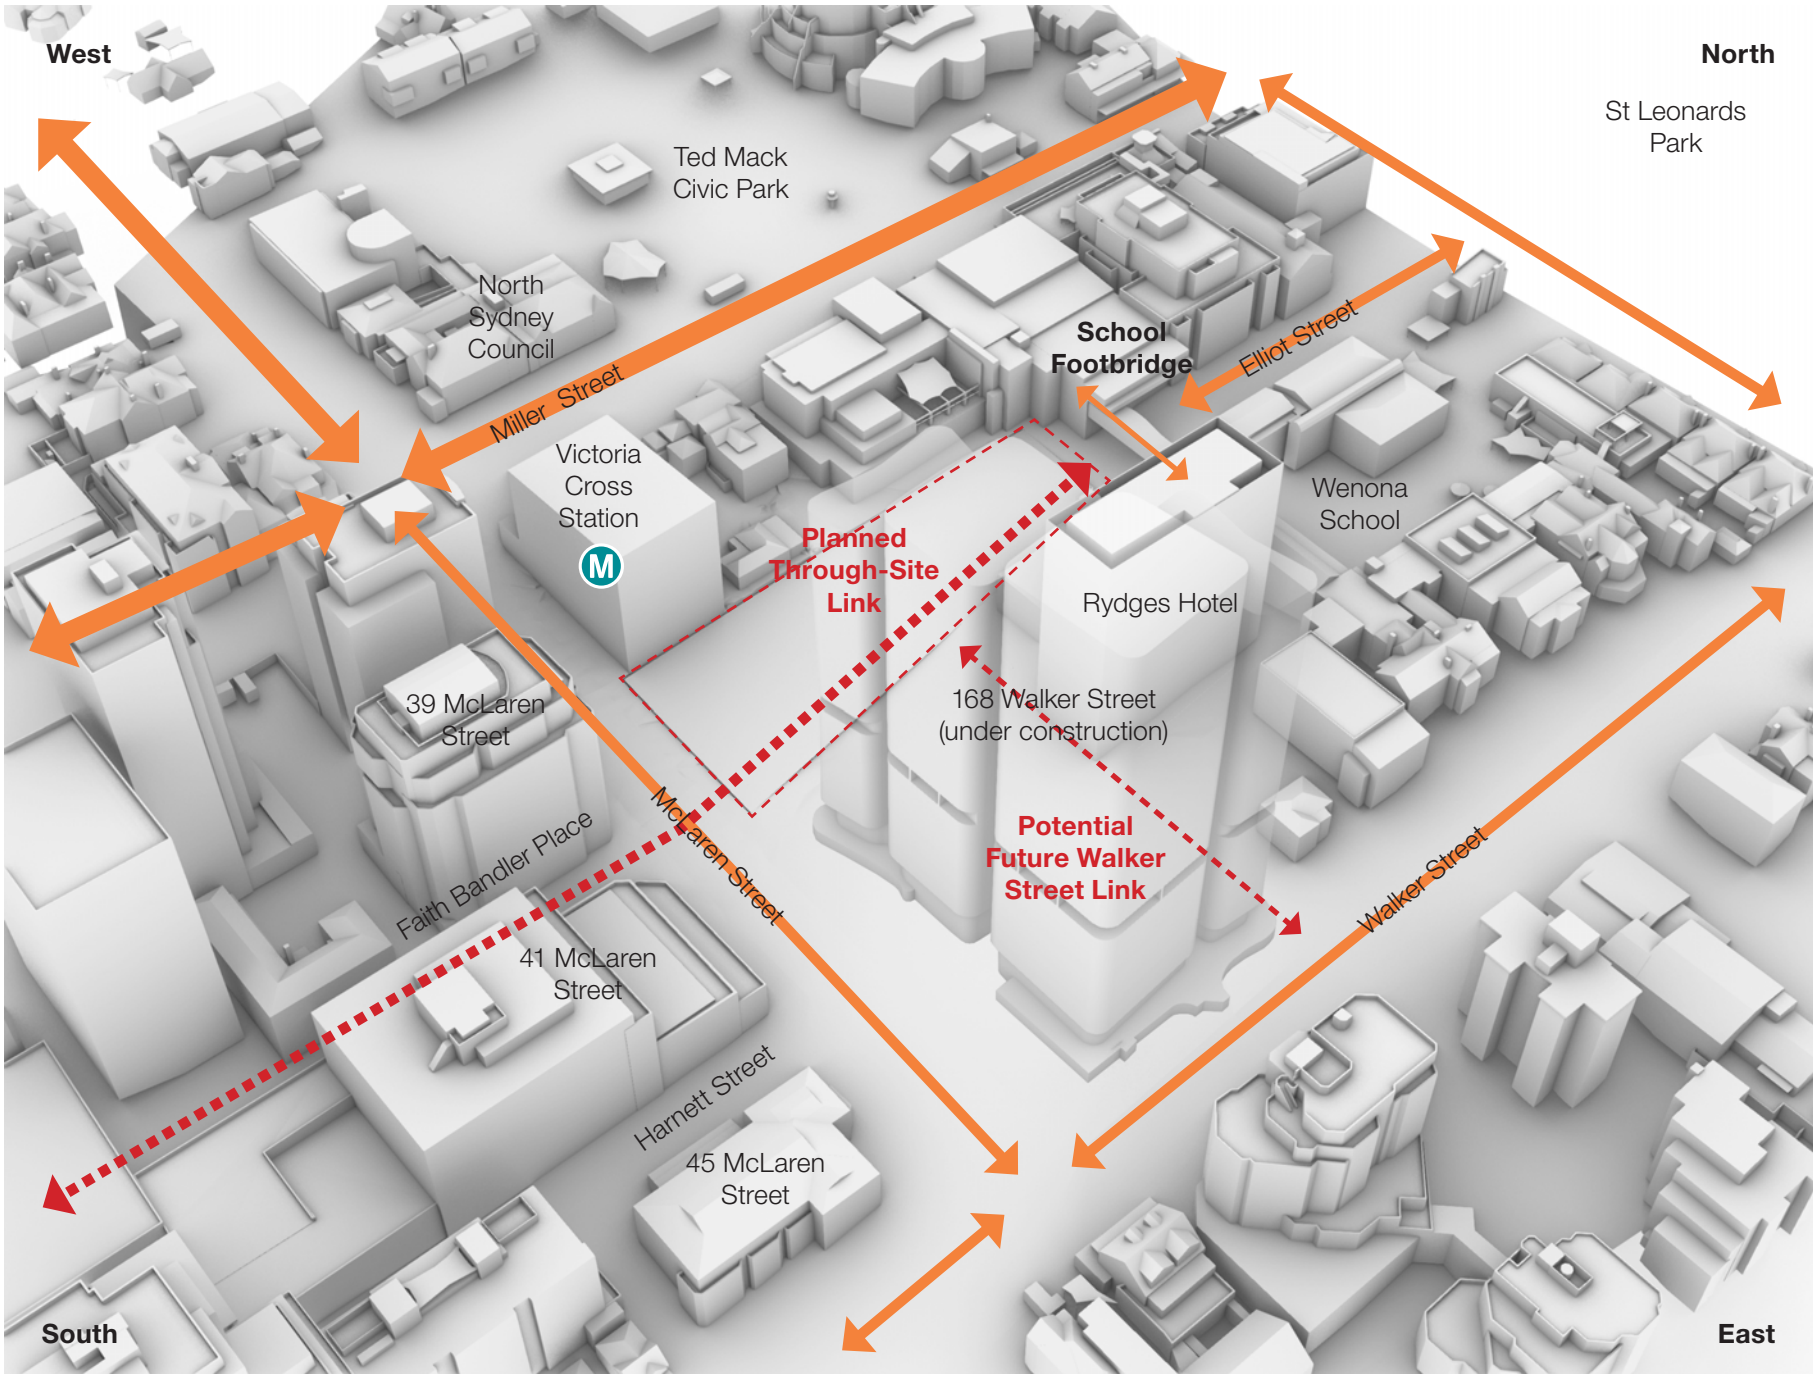 West
North
St Leonards
Park
Ted Mack
Civic Park
North
Sydney
Council
School
Footbridge
Elliot Street
Miller Street
Victoria
Cross
Station
M
Wenona
School
Planned
Through-Site
Link
Rydges Hotel
39 McLaren
Street
168 Walker Street
(under construction)
McLaren Street
Faith Bandler Place
Potential
Future Walker
Street Link
Walker Street
41 McLaren
Street
Harnett Street
45 McLaren
Street
South
East